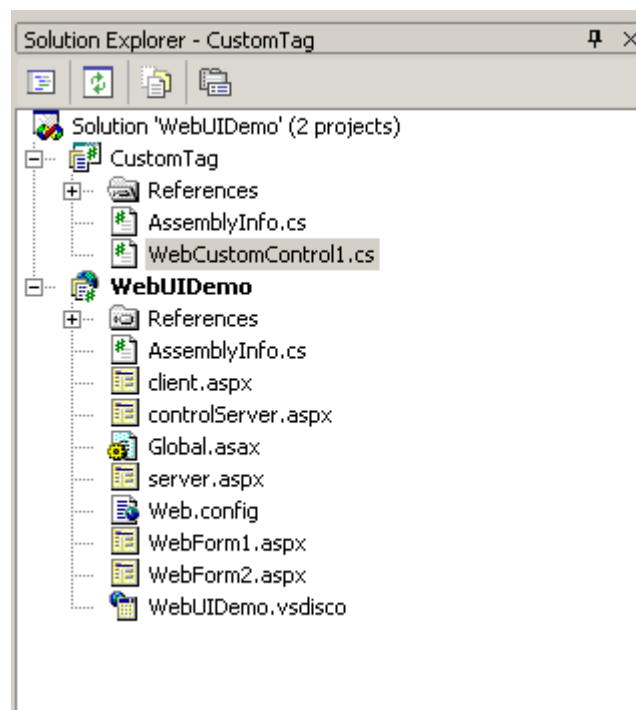 Solution Explorer - CustomTag
Solution 'WebUIDemo' (2 projects)
CustomTag
References
AssemblyInfo.cs
WebCustomControl1.cs
WebUIDemo
References
AssemblyInfo.cs
client.aspx
controlServer.aspx
Global.asax
server.aspx
Web.config
WebForm1.aspx
WebForm2.aspx
WebUIDemo.vsdisco